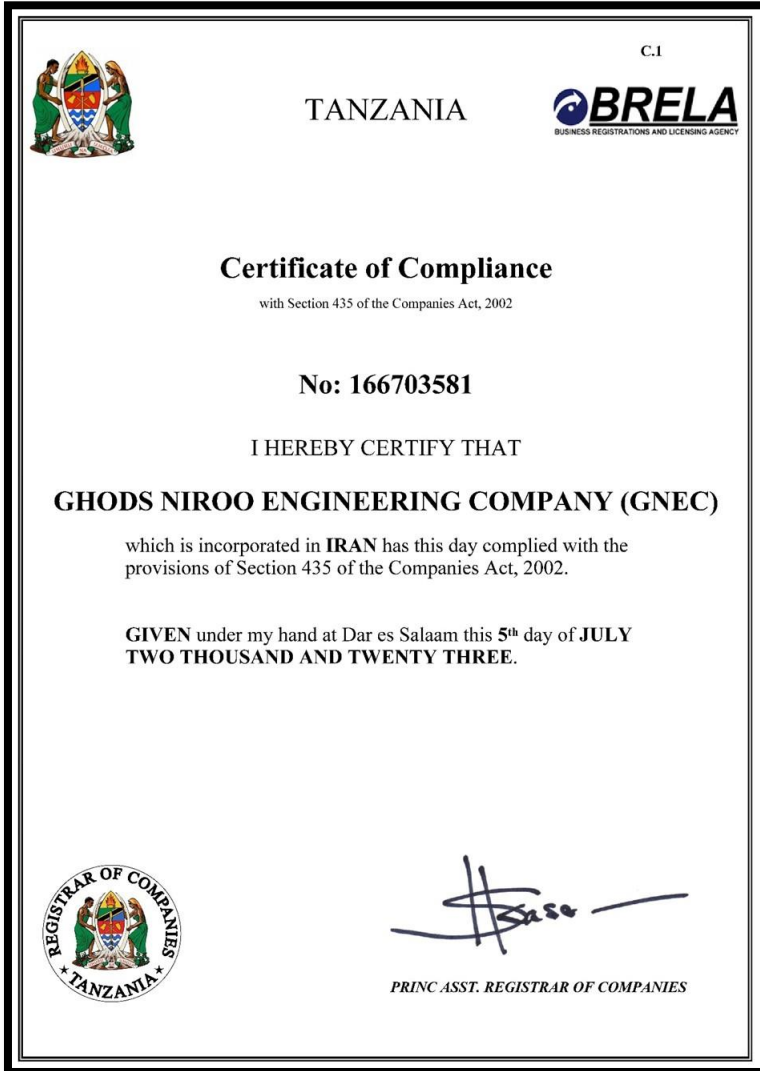 C.1
TANZANIA
BRELA
BUSINESS REGISTRATIONS AND LICENSING AGENCY
Certificate of Compliance
with Section 435 of the Companies Act, 2002
No: 166703581
I HEREBY CERTIFY THAT
GHODS NIROO ENGINEERING COMPANY (GNEC)
which is incorporated in IRAN has this day complied with the
provisions of Section 435 of the Companies Act, 2002.
GIVEN under my hand at Dar es Salaam this 5th day of JULY
TWO THOUSAND AND TWENTY THREE.
REGISTRAR OF COMPANIES
TANZANIA
PRINC ASST. REGISTRAR OF COMPANIES